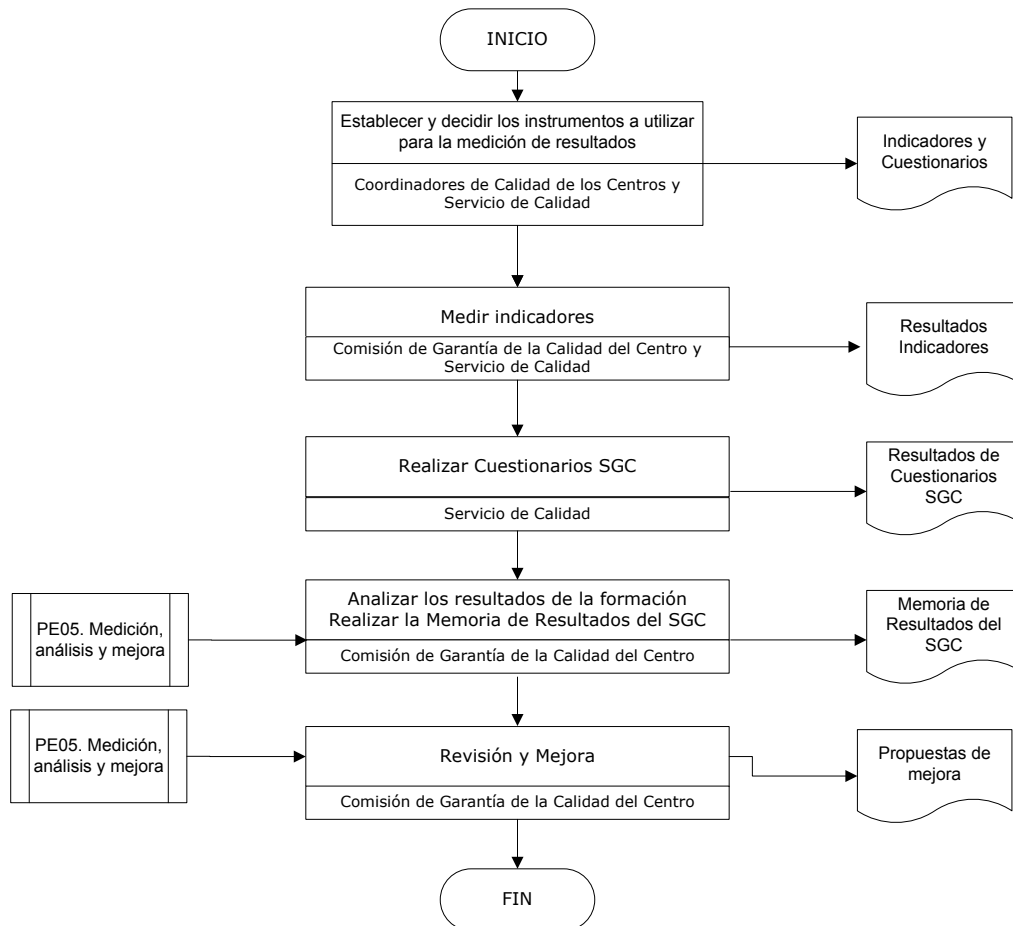 INICIO
Establecer y decidir los instrumentos a utilizar
para la medición de resultados
Coordinadores de Calidad de los Centros y
Servicio de Calidad
Indicadores y
Cuestionarios
Medir indicadores
Comisión de Garantía de la Calidad del Centro y
Servicio de Calidad
Resultados
Indicadores
Realizar Cuestionarios SGC
Servicio de Calidad
Resultados de
Cuestionarios
SGC
PE05. Medición,
análisis y mejora
Analizar los resultados de la formación
Realizar la Memoria de Resultados del SGC
Comisión de Garantía de la Calidad del Centro
Memoria de
Resultados del
SGC
PE05. Medición,
análisis y mejora
Revisión y Mejora
Comisión de Garantía de la Calidad del Centro
Propuestas de
mejora
FIN